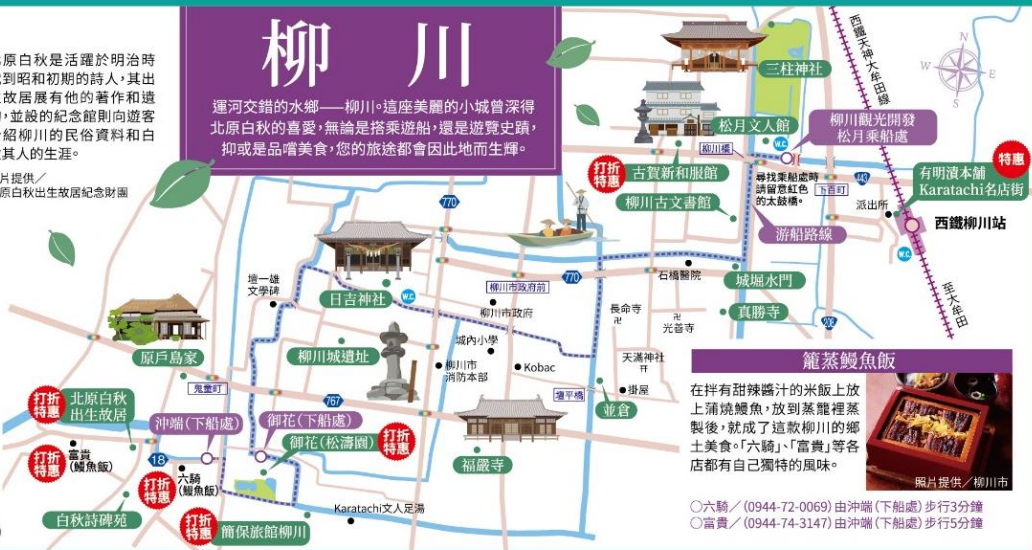 柳川
運河交錯的水鄉——柳川。這座美麗的小城曾深得
北原白秋的喜愛,無論是搭乘遊船,還是遊覽史蹟,
抑或是品嚐美食,您的旅途都會因此地而生輝。
原白秋是活躍於明治時
到昭和初期的詩人,其出
故居展有他的著作和遺
,並設的紀念館則向遊客
紹柳川的民俗資料和白
其人的生涯。
片提供/
原白秋出生故居紀念財團
三柱神社
西鐵天神大牟田線
N
W
E
S
松月文人館
柳川觀光開發
松月乘船處
W.C.
柳川橋
打折
特惠
古賀新和服館
尋找乘船處時
請留意紅色
的太鼓橋。
下百町
443
特惠
有明濱本舖
Karatachi名店街
派出所
西鐵柳川站
W.C.
柳川古文書館
游船路線
770
770
石橋醫院
城堀水門
至大牟田
208
日吉神社
W.C.
壇一雄
文學碑
柳川市政府前
柳川市政府
長命寺
光善寺
真勝寺
原戶島家
柳川城遺址
城內小學
柳川市
消防本部
Kobac
天滿神社
掛屋
壇平橋
並倉
鬼童町
767
打折
特惠
北原白秋
出生故居
沖端(下船處)
御花(下船處)
御花(松濤園)
打折
特惠
福嚴寺
打折
特惠
富貴
(鰻魚飯)
18
打折
特惠
六騎
(鰻魚飯)
白秋詩碑苑
打折
特惠
簡保旅館柳川
Karatachi文人足湯
籠蒸鰻魚飯
在拌有甜辣醬汁的米飯上放
上蒲燒鰻魚,放到蒸籠裡蒸
製後,就成了這款柳川的鄉
土美食。「六騎」、「富貴」等各
店都有自己獨特的風味。
照片提供/柳川市
○六騎/(0944-72-0069)由沖端(下船處)步行3分鐘
○富貴/(0944-74-3147)由沖端(下船處)步行5分鐘